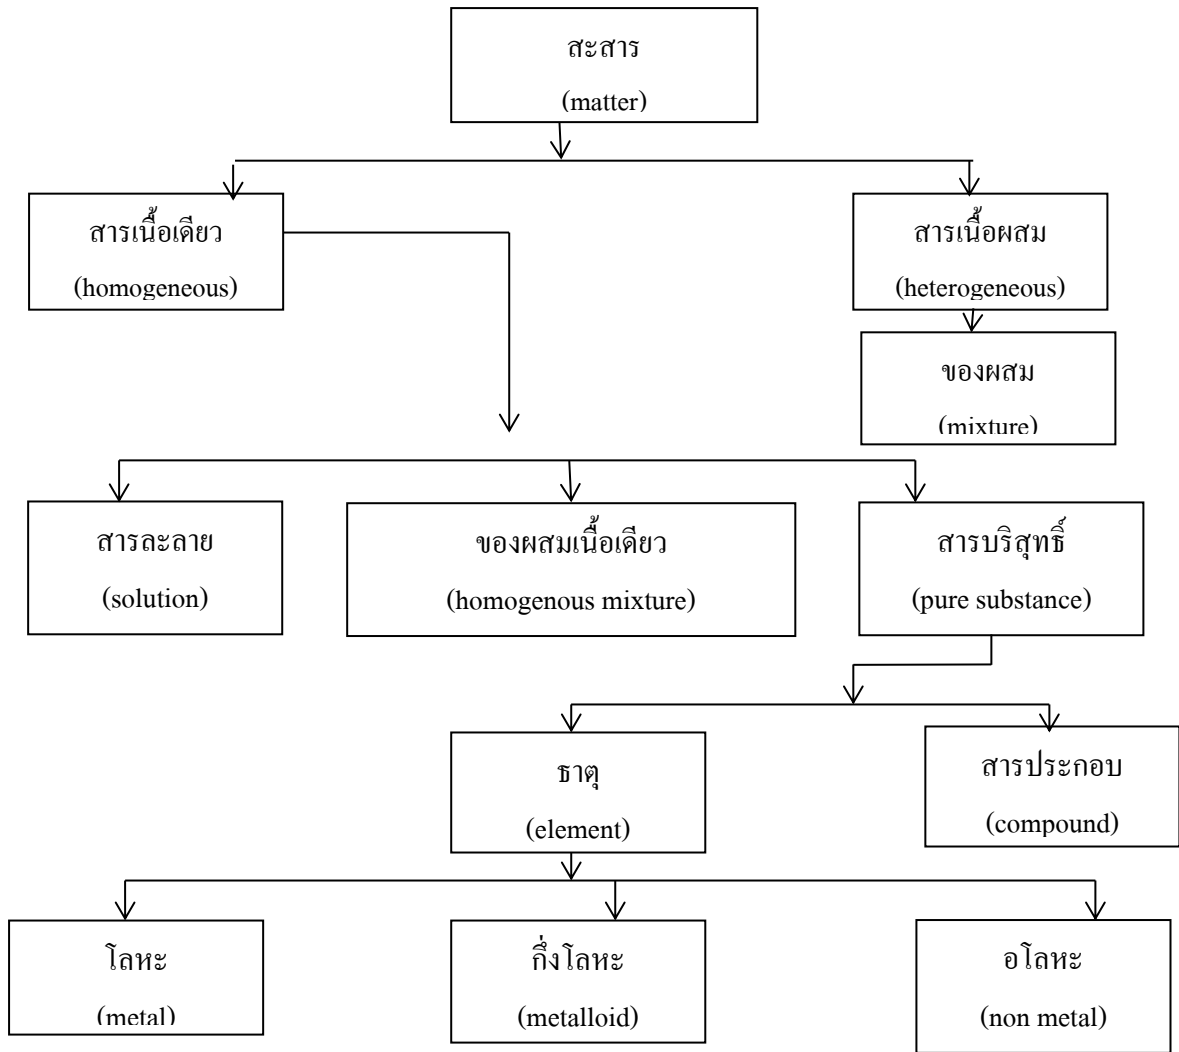 สะสาร
(matter)
สารเนื้อเดียว
(homogeneous)
สารเนื้อผสม
(heterogeneous)
ของผสม
(mixture)
สารละลาย
(solution)
ของผสมเนื้อเดียว
(homogenous mixture)
สารบริสุทธิ์
(pure substance)
ธาตุ
(element)
สารประกอบ
(compound)
โลหะ
(metal)
กึ่งโลหะ
(metalloid)
อโลหะ
(non metal)